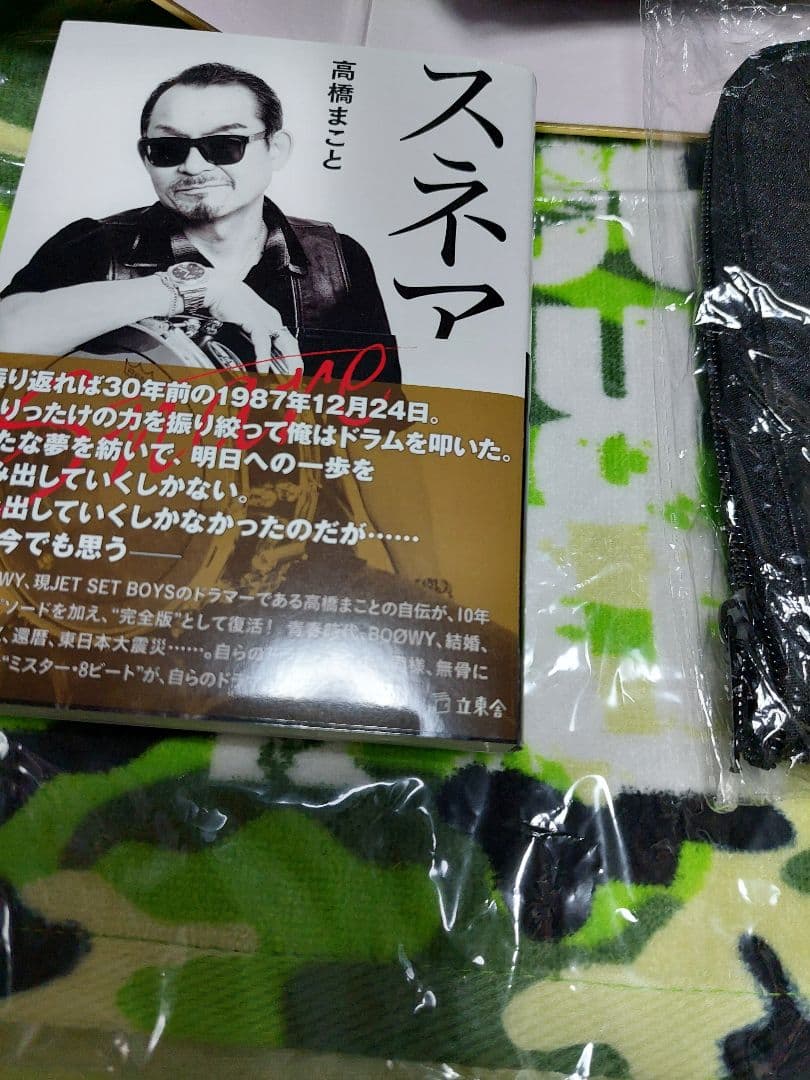 スネア
高橋まこと
り返れば30年前の1987年12月24日。
りったけの力を振り絞って俺はドラムを叩いた。
たな夢を紡いで、明日への一歩を
み出していくしかない。
出していくしかなかったのだが……
今でも思う――
WY、現JET SET BOYSのドラマーである高橋まことの自伝が、10年
ソードを加え、“完全版”として復活! 青春時代、BOØWY、結婚、
、還暦、東日本大震災……。自らの 同様、無骨に
“ミスター・8ビート”が、自らのドラ
立東舎